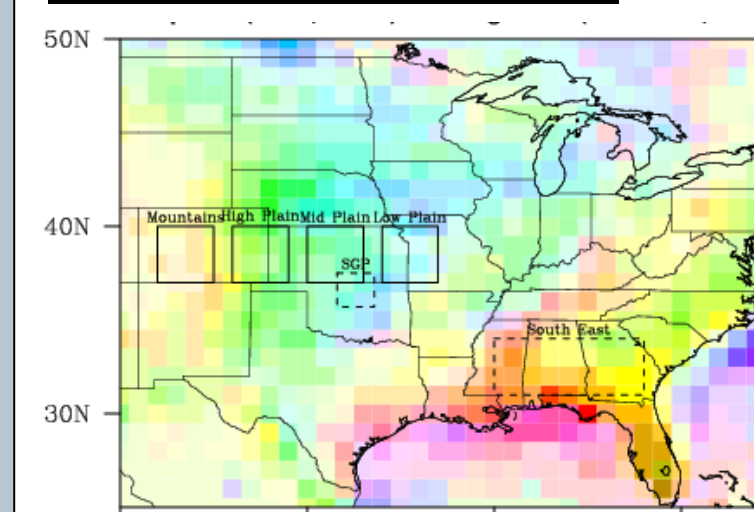 50N
40N
Mountains High Plain Mid Plain Low Plain
SGP
South East
30N